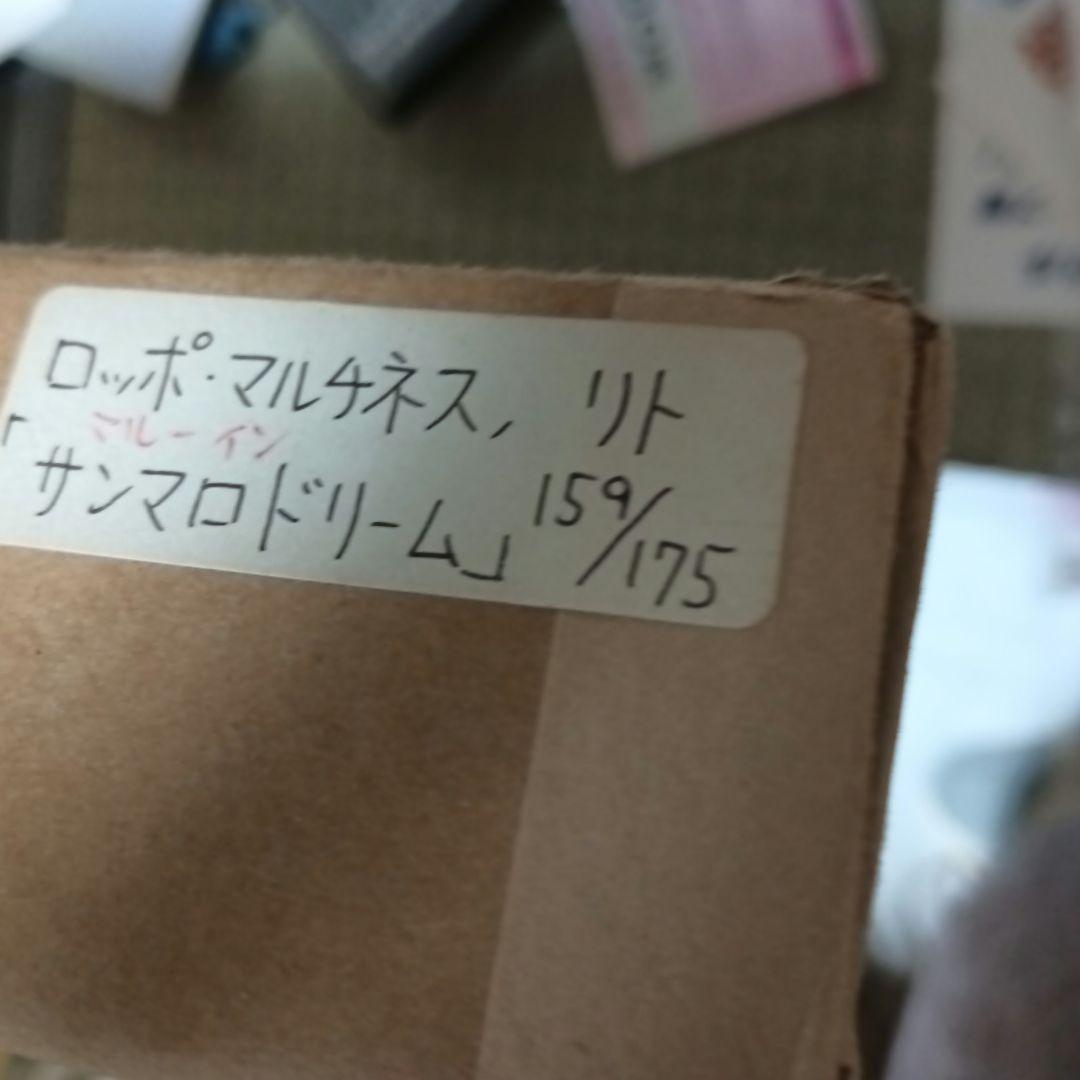 ロッポ・マルチネス, リト
マルーイン
「サンマロドリーム」159/175